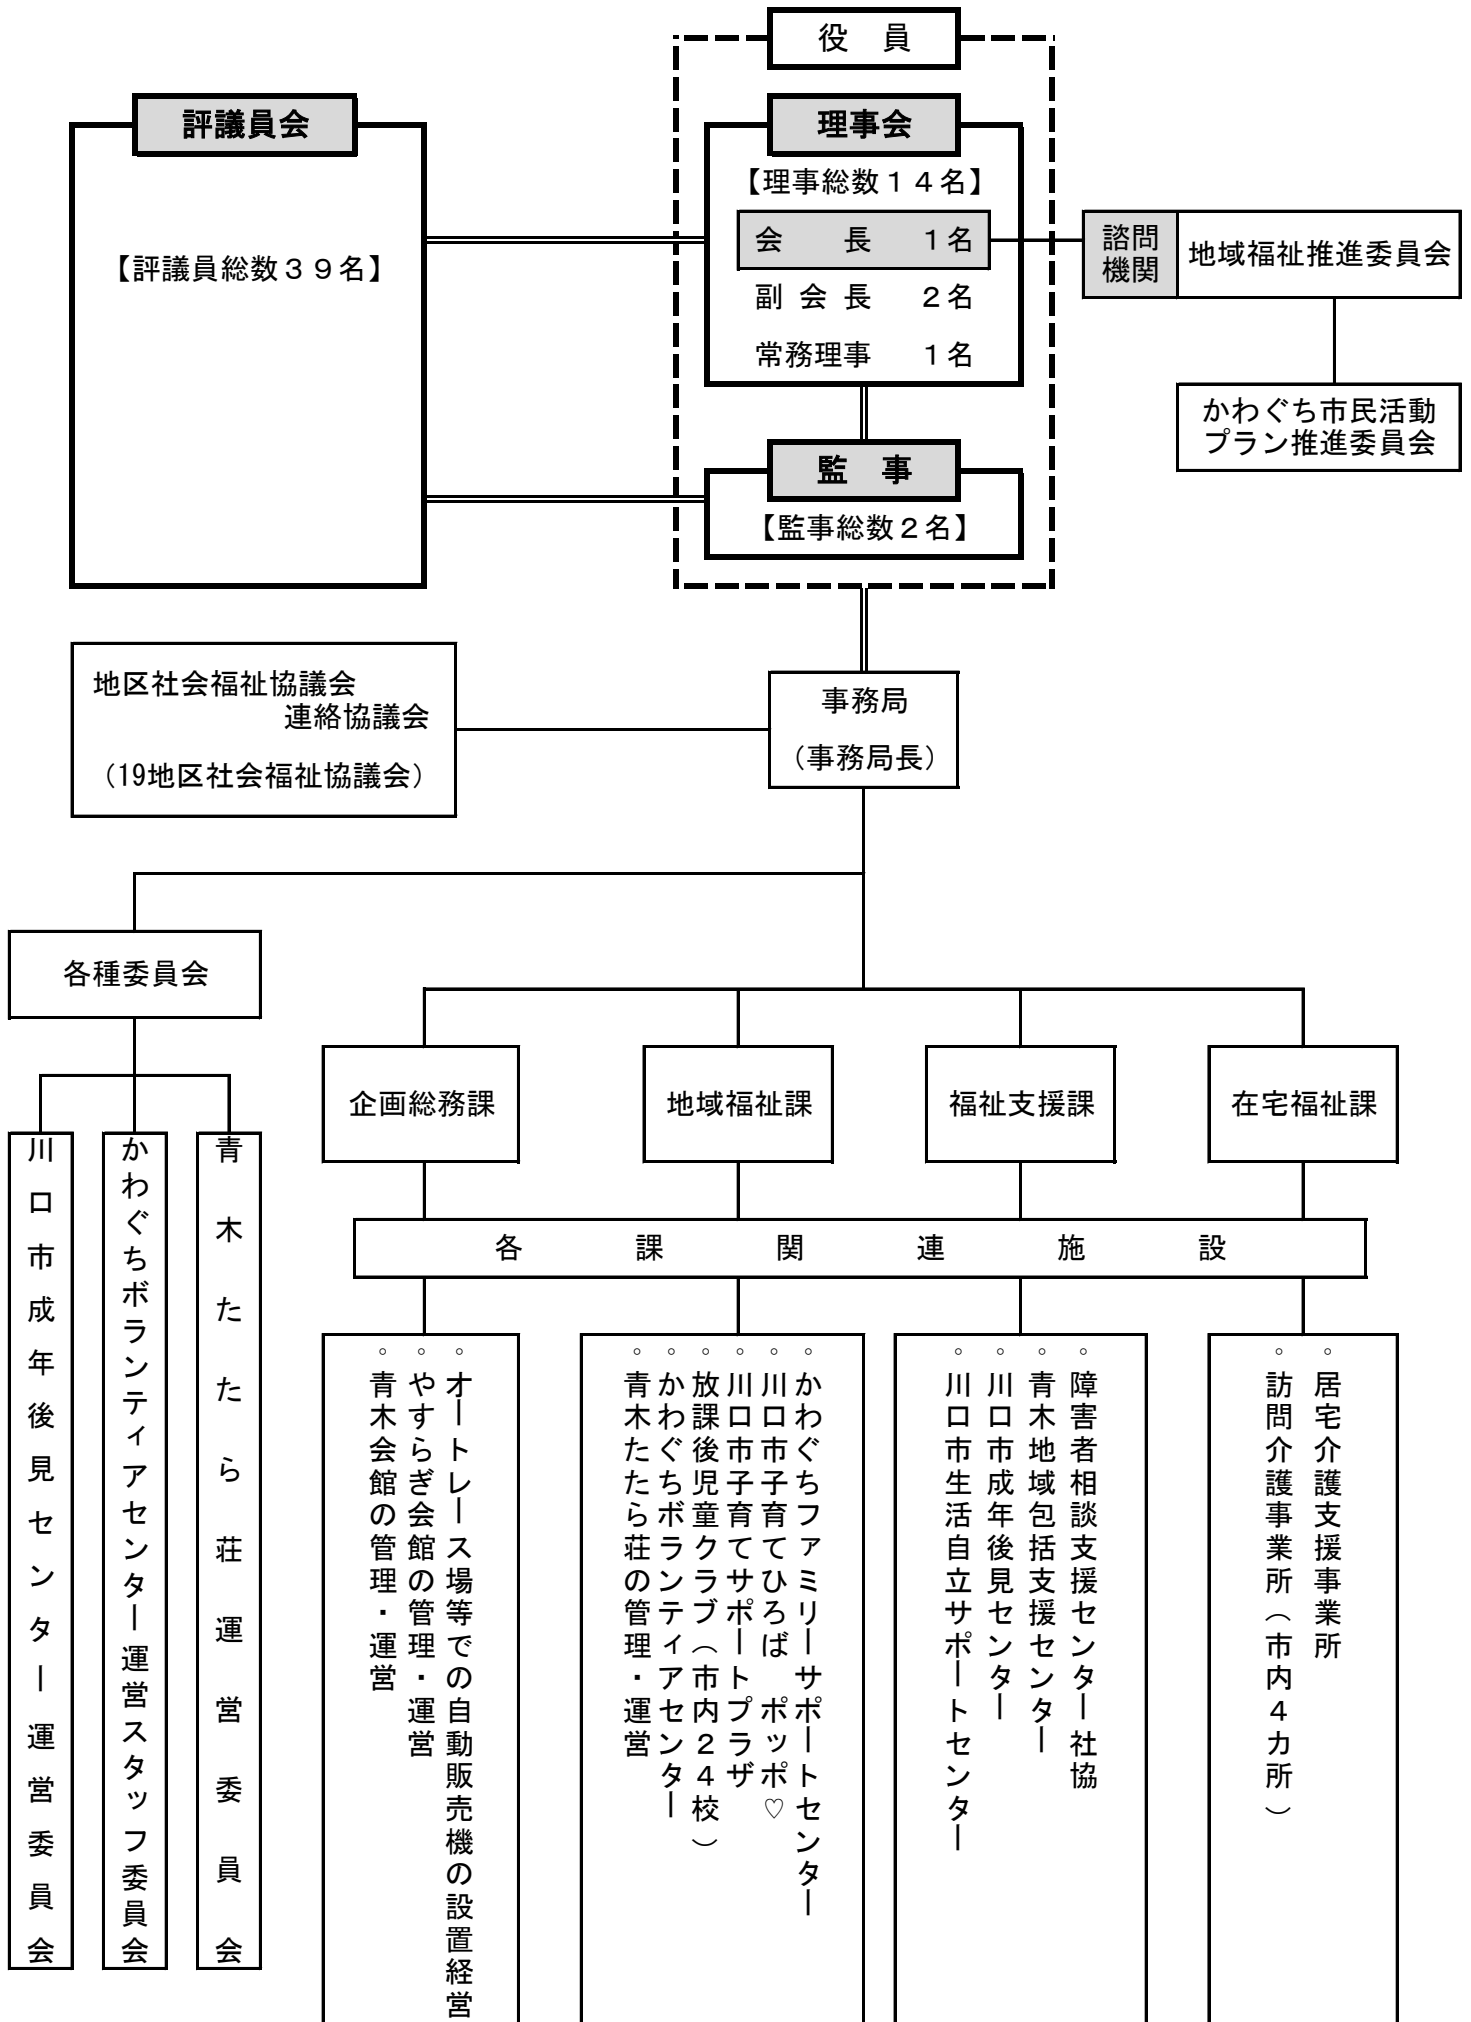 役　員
評議員会
【評議員総数３９名】
理事会
【理事総数１４名】
会　　長　１名
副 会 長　２名
常務理事　１名
諮問
機関
地域福祉推進委員会
かわぐち市民活動
プラン推進委員会
監　事
【監事総数２名】
地区社会福祉協議会
連絡協議会
（19地区社会福祉協議会）
事務局
（事務局長）
各種委員会
企画総務課
地域福祉課
福祉支援課
在宅福祉課
青木たたら荘運営委員会
かわぐちボランティアセンター運営スタッフ委員会
川口市成年後見センター運営委員会
各　課　関　連　施　設
。オートレース場等での自動販売機の設置経営
。やすらぎ会館の管理・運営
。青木会館の管理・運営
。かわぐちファミリーサポートセンター
。川口市子育てひろば　ポッポ♡
。川口市子育てサポートプラザ
。放課後児童クラブ（市内２４校）
。かわぐちボランティアセンター
。青木たたら荘の管理・運営
。障害者相談支援センター社協
。青木地域包括支援センター
。川口市成年後見センター
。川口市生活自立サポートセンター
。居宅介護支援事業所
。訪問介護事業所（市内４カ所）